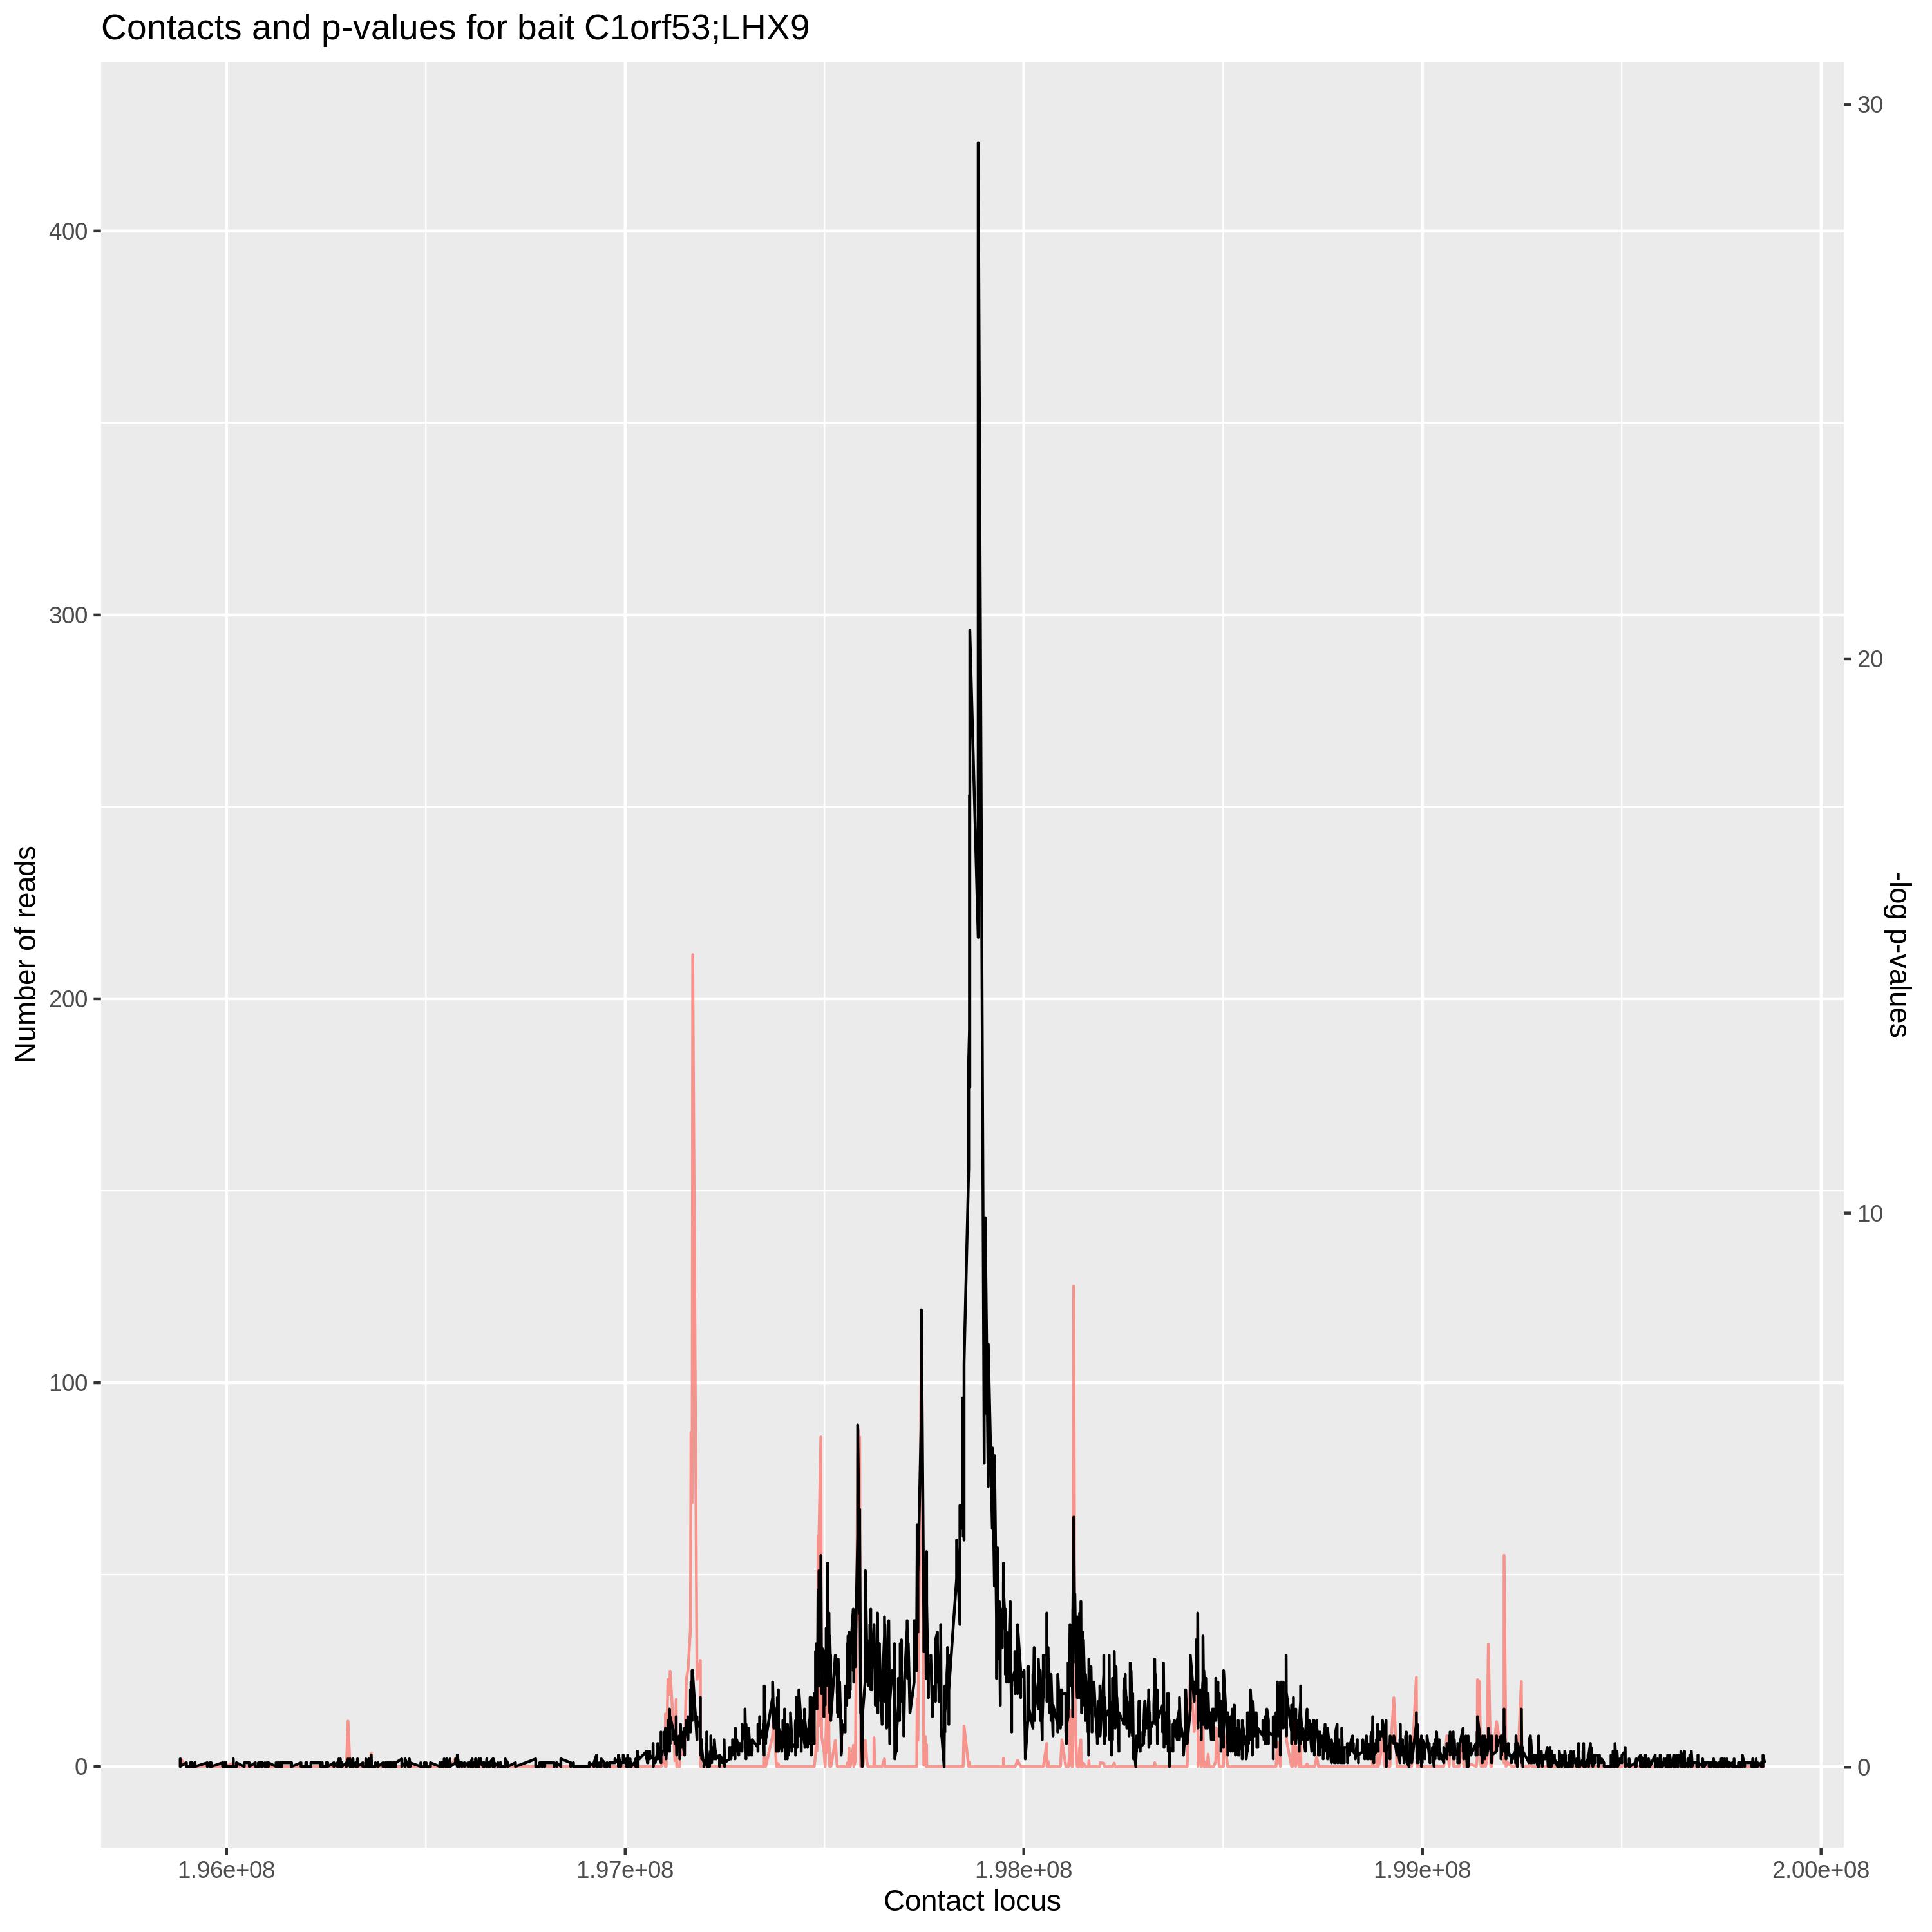 Contacts and p-values for bait C1orf53;LHX9
30
400
300
20
Number of reads
-log p-values
200
10
100
0
0
1.96e+08
1.97e+08
1.98e+08
1.99e+08
2.00e+08
Contact locus